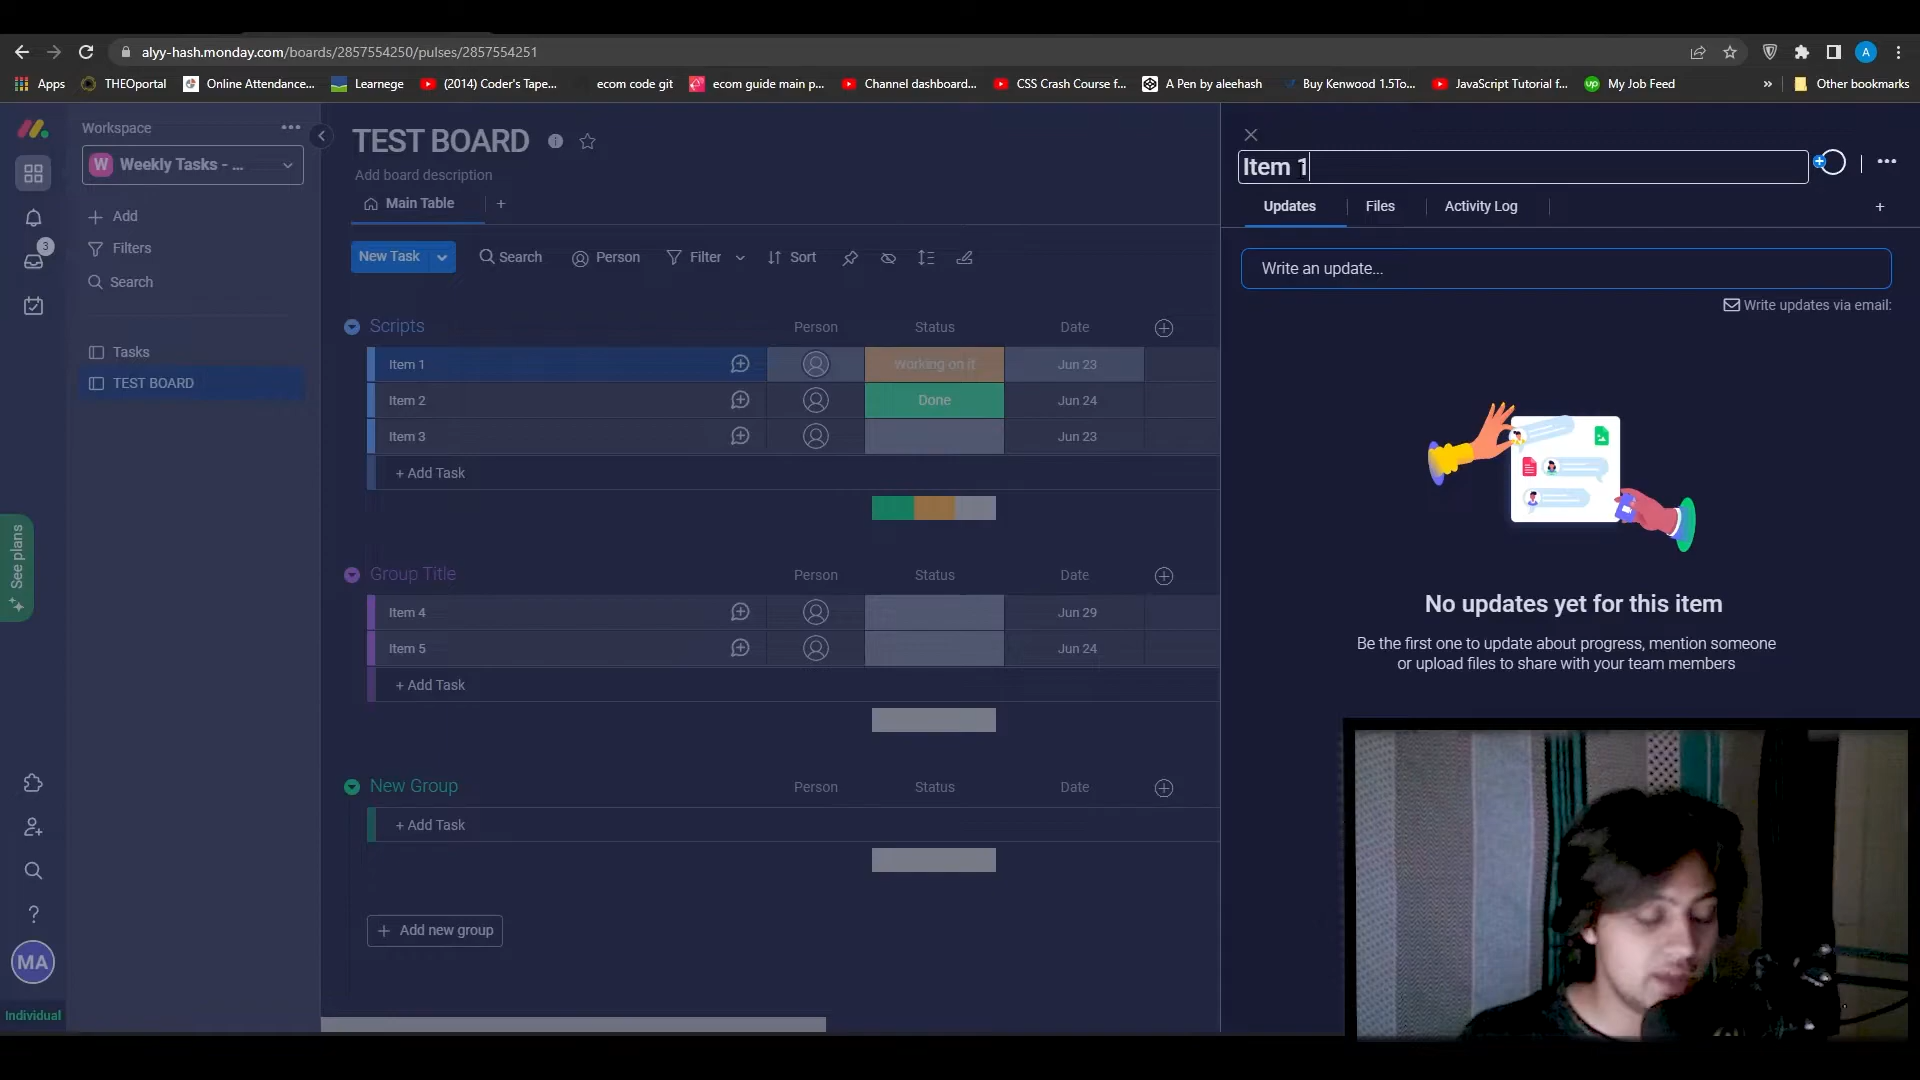 alyy-hash.monday.com/boards/2857554250/pulses/2857554251
A
Apps
THEOportal
Online Attendance...
Learnege
(2014) Coder's Tape...
ecom code git
ecom guide main p...
Channel dashboard...
CSS Crash Course f...
A Pen by aleehash
Buy Kenwood 1.5To...
JavaScript Tutorial f...
up My Job Feed
»
Other bookmarks
Workspace
W Weekly Tasks - ...
Add
Filters
Search
Tasks
TEST BOARD
3
See plans
?
MA
Individual
TEST BOARD
Add board description
Main Table
New Task
Search
Person
Filter
Sort
Scripts Person Status Date
Item 1 Working on it Jun 23
Item 2 Done Jun 24
Item 3 Jun 23
+ Add Task
Group Title Person Status Date
Item 4 Jun 29
Item 5 Jun 24
+ Add Task
New Group Person Status Date
+ Add Task
+ Add new group
Item 1
Updates Files Activity Log +
Write an update...
Write updates via email:
No updates yet for this item
Be the first one to update about progress, mention someone
or upload files to share with your team members